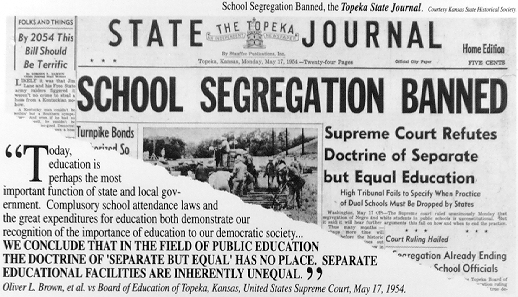 School Segregation Banned, the Topeka State Journal. Courtesy Kansas State Historical Society
FOLKS AND THINGS
By 2054 This
Bill Should
Be Terrific
STATE THE TOPEKA JOURNAL
By Stauffer Publications, Inc.
Topeka, Kansas, Monday, May 17, 1954—Twenty-four Pages
Official City Paper
Home Edition
FIVE CENTS
SCHOOL SEGREGATION BANNED
Turnpike Bonds
Supreme Court Refutes
Doctrine of Separate
but Equal Education
High Tribunal Fails to Specify When Practice
of Dual Schools Must Be Dropped by States
Court Ruling Hailed
Segregation Already Ending
School Officials
“Today,
education is
perhaps the most
important function of state and local gov-
ernment. Complusory school attendance laws and
the great expenditures for education both demonstrate our
recognition of the importance of education to our democratic society...
WE CONCLUDE THAT IN THE FIELD OF PUBLIC EDUCATION
THE DOCTRINE OF 'SEPARATE BUT EQUAL' HAS NO PLACE. SEPARATE
EDUCATIONAL FACILITIES ARE INHERENTLY UNEQUAL.”
Oliver L. Brown, et al. vs Board of Education of Topeka, Kansas, United States Supreme Court, May 17, 1954.